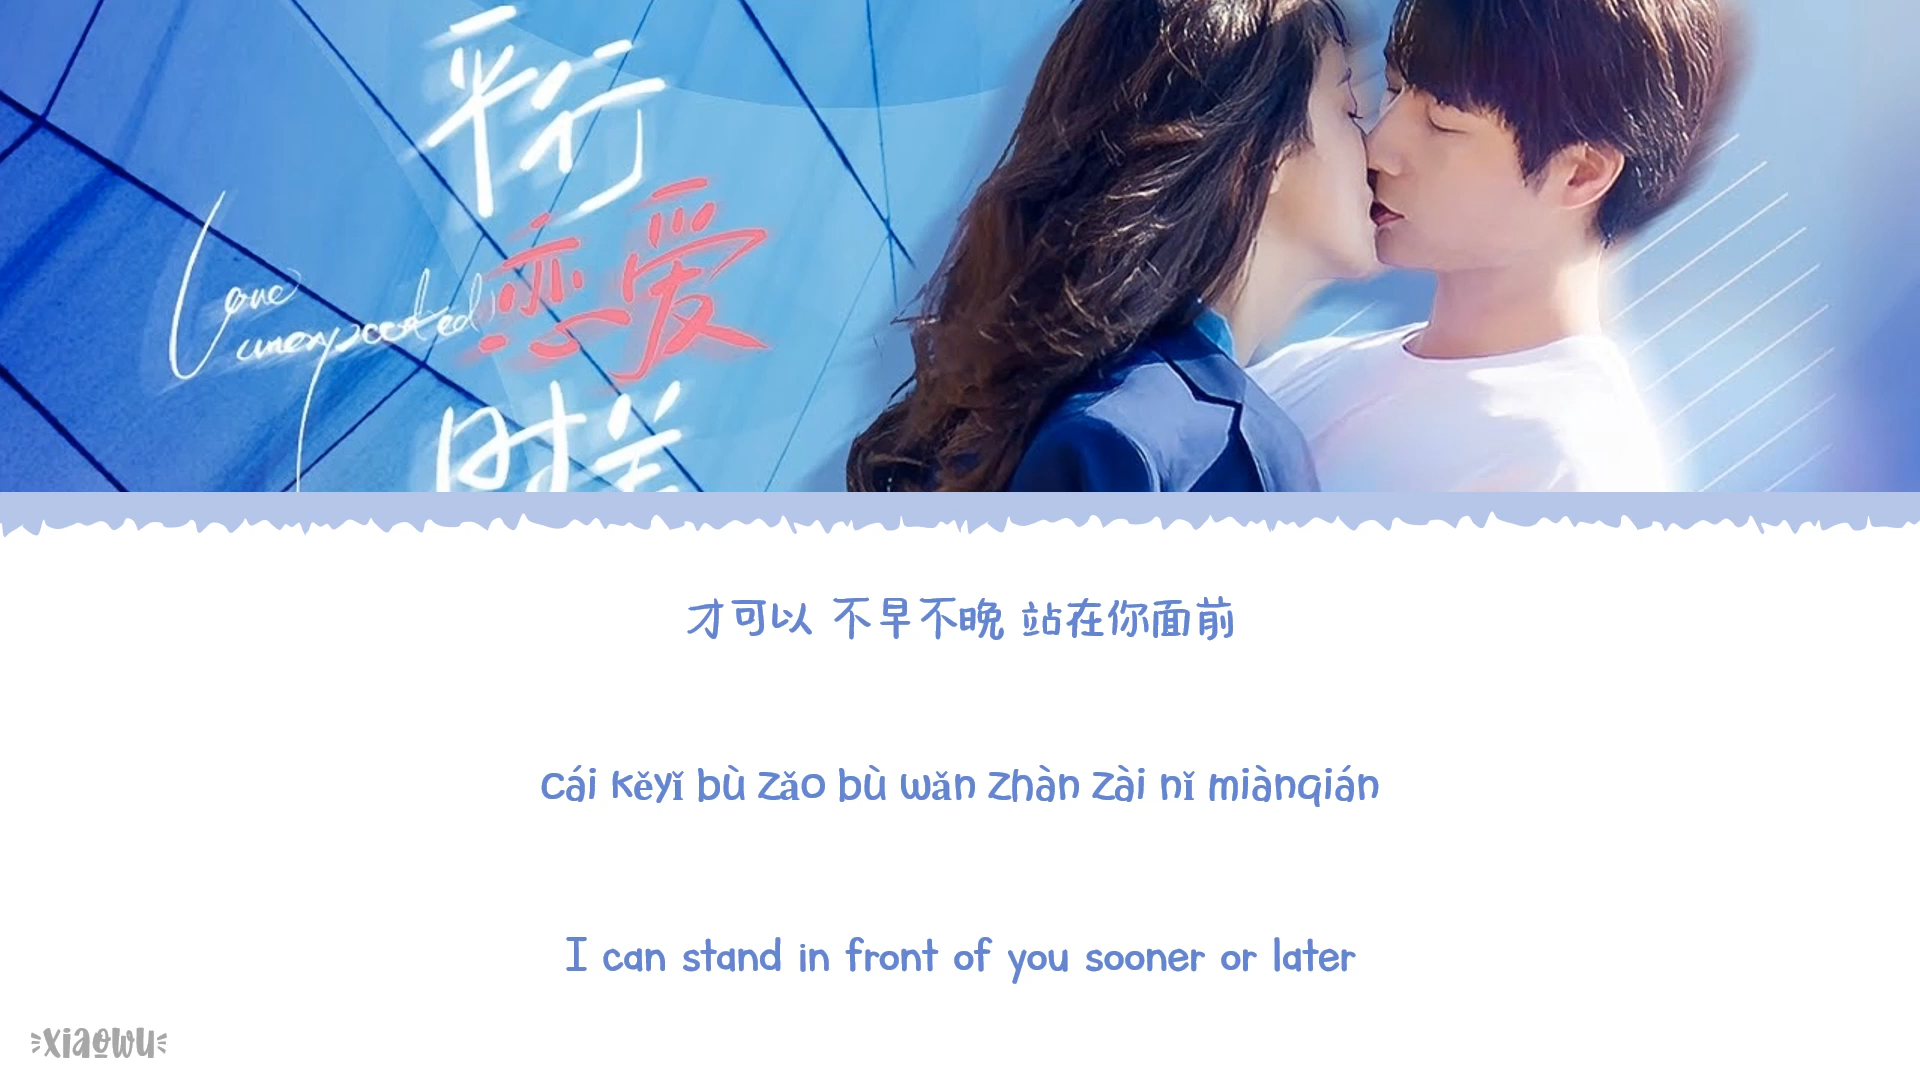 平行
恋爱
时差
Love
unexpected
才可以 不早不晚 站在你面前
cái kěyǐ bù zǎo bù wǎn zhàn zài nǐ miànqián
I can stand in front of you sooner or later
xiaowu